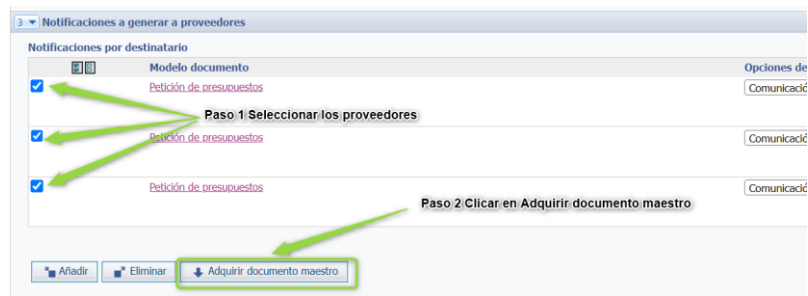 3 Notificaciones a generar a proveedores
Notificaciones por destinatario
Modelo documento Opciones de
Petición de presupuestos Comunicació
Paso 1 Seleccionar los proveedores
Petición de presupuestos Comunicació
Petición de presupuestos Comunicació
Paso 2 Clicar en Adquirir documento maestro
Añadir Eliminar Adquirir documento maestro